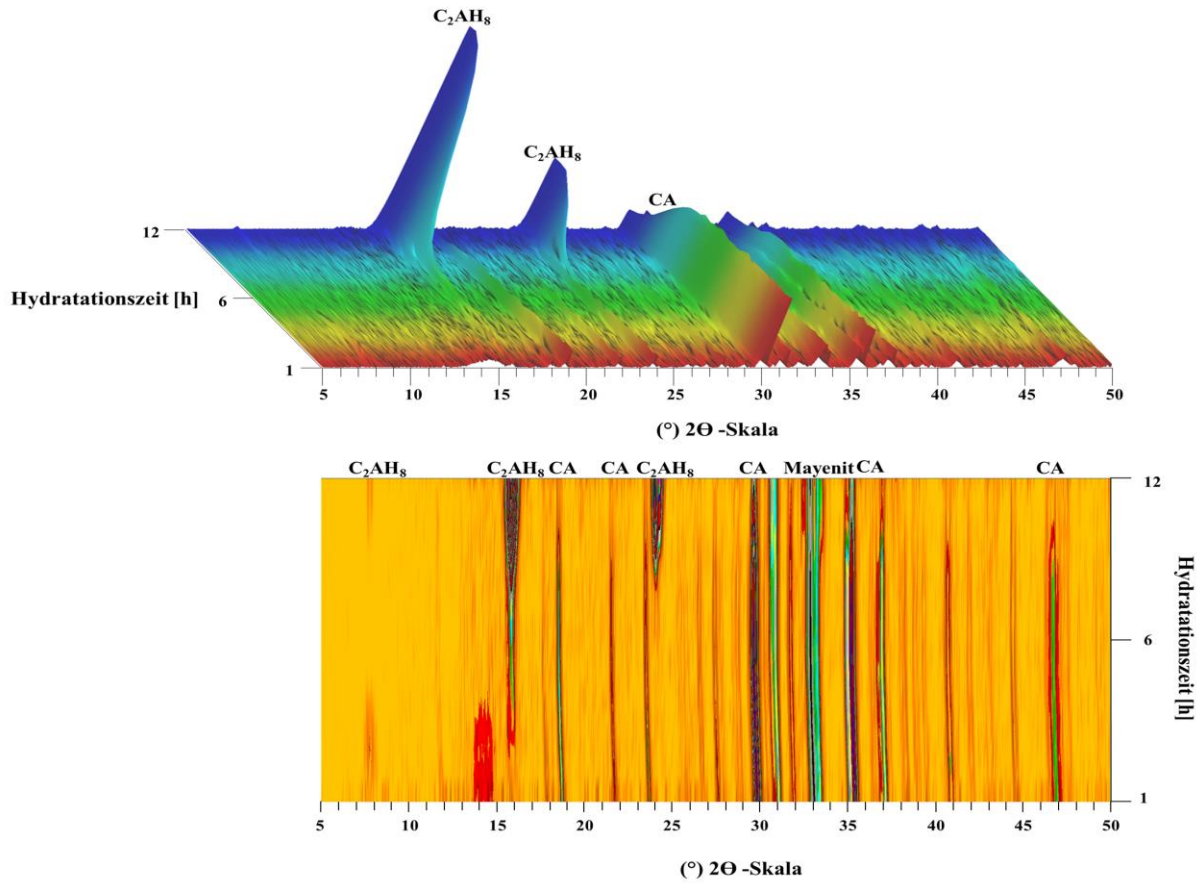 C₂AH₈
C₂AH₈
CA
12
Hydratationszeit [h] 6
1
5 10 15 20 25 30 35 40 45 50
(°) 2Θ -Skala
C₂AH₈ C₂AH₈ CA CA C₂AH₈ CA Mayenit CA CA
12
Hydratationszeit [h]
6
1
5 10 15 20 25 30 35 40 45 50
(°) 2Θ -Skala